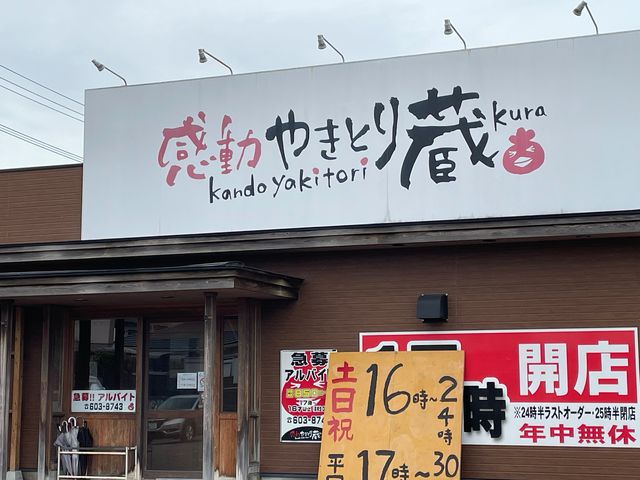 感動 やきとり 蔵 kura
kando yakitori
急募!! アルバイト
☎603-8743
急募
アルバイト
土日祝
16時~24時
平日
17時~30
開店
時
※24時半ラストオーダー・25時半閉店
年中無休